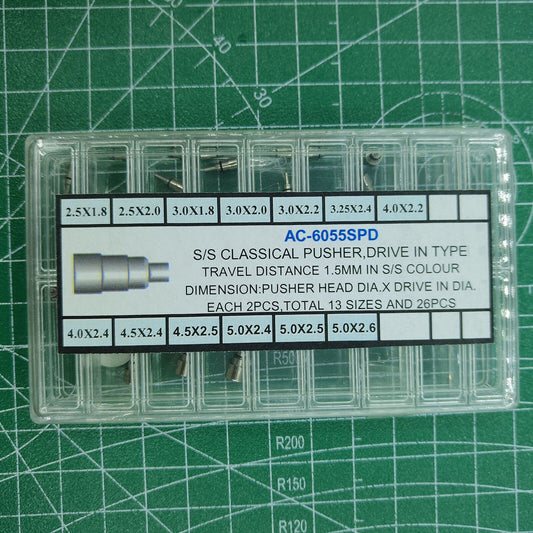 40
30
2.5X1.8 2.5X2.0 3.0X1.8 3.0X2.0 3.0X2.2 3.25X2.4 4.0X2.2
AC-6055SPD
S/S CLASSICAL PUSHER,DRIVE IN TYPE
TRAVEL DISTANCE 1.5MM IN S/S COLOUR
DIMENSION:PUSHER HEAD DIA.X DRIVE IN DIA.
EACH 2PCS,TOTAL 13 SIZES AND 26PCS
4.0X2.4 4.5X2.4 4.5X2.5 5.0X2.4 5.0X2.5 5.0X2.6
R50
R200
R150
R120